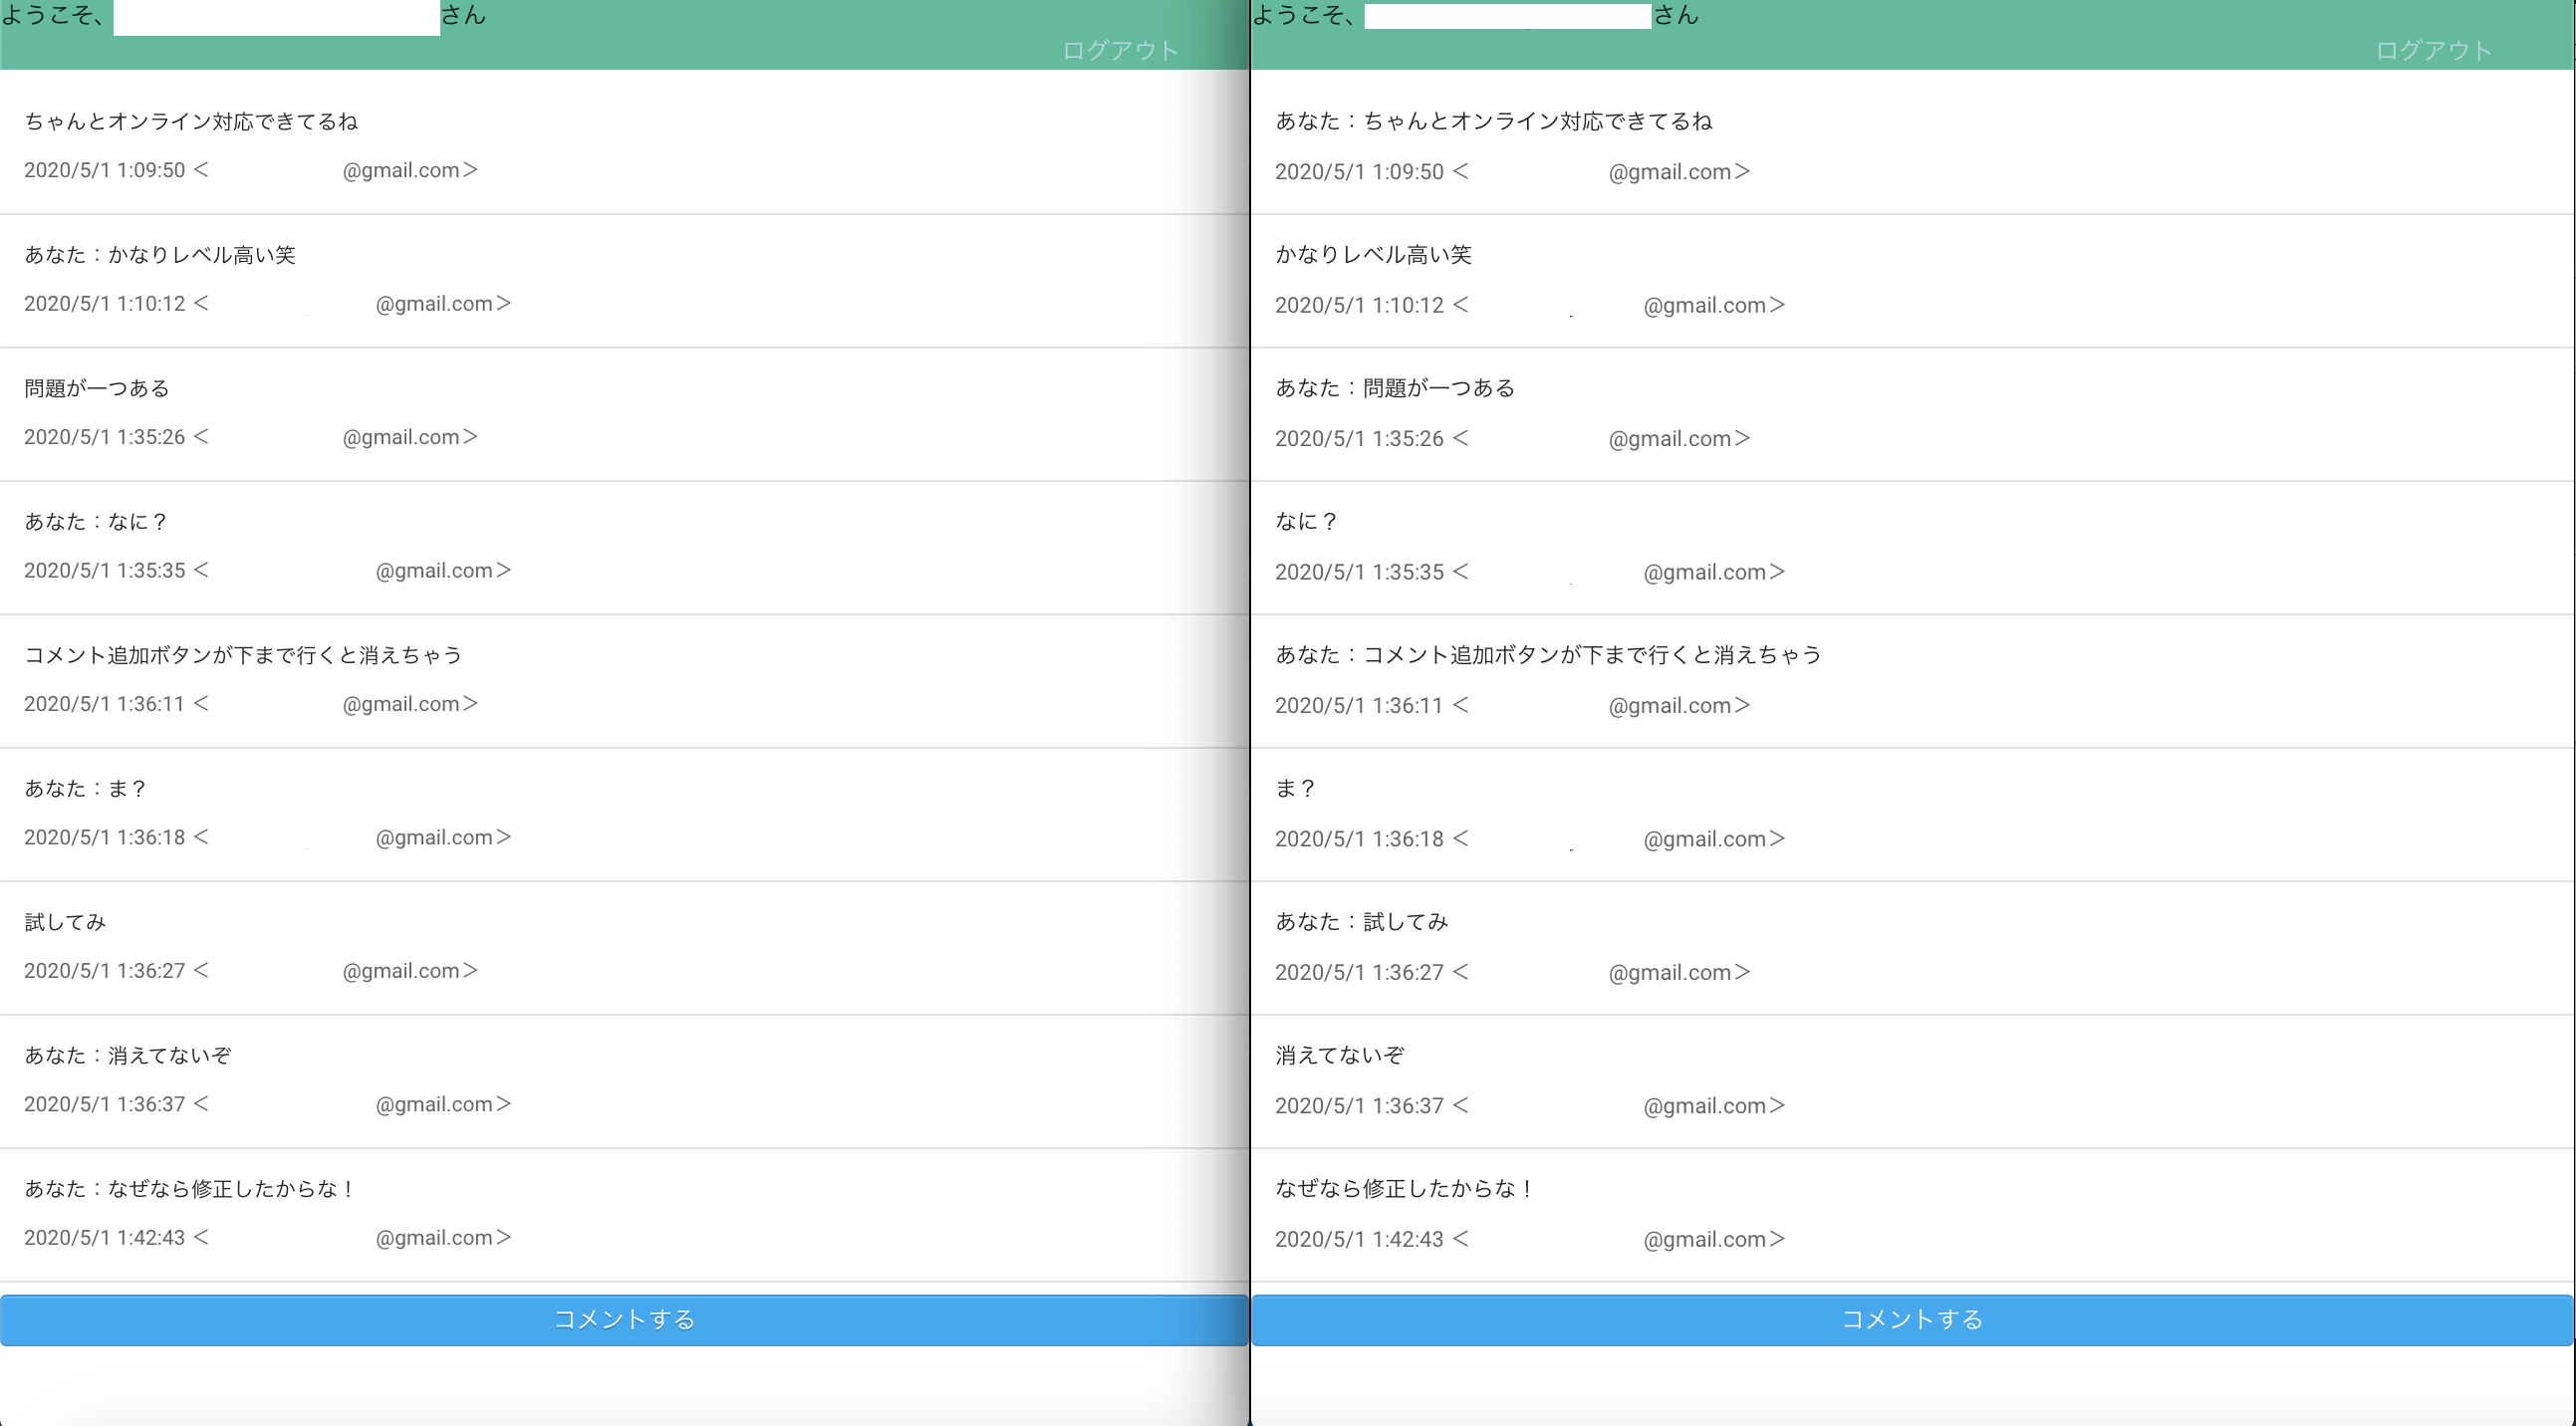 ようこそ、 さん
ログアウト
ちゃんとオンライン対応できてるね
2020/5/1 1:09:50 ＜ @gmail.com＞
あなた：かなりレベル高い笑
2020/5/1 1:10:12 ＜ @gmail.com＞
問題が一つある
2020/5/1 1:35:26 ＜ @gmail.com＞
あなた：なに？
2020/5/1 1:35:35 ＜ @gmail.com＞
コメント追加ボタンが下まで行くと消えちゃう
2020/5/1 1:36:11 ＜ @gmail.com＞
あなた：ま？
2020/5/1 1:36:18 ＜ @gmail.com＞
試してみ
2020/5/1 1:36:27 ＜ @gmail.com＞
あなた：消えてないぞ
2020/5/1 1:36:37 ＜ @gmail.com＞
あなた：なぜなら修正したからな！
2020/5/1 1:42:43 ＜ @gmail.com＞
コメントする
ようこそ、 さん
ログアウト
あなた：ちゃんとオンライン対応できてるね
2020/5/1 1:09:50 ＜ @gmail.com＞
かなりレベル高い笑
2020/5/1 1:10:12 ＜ @gmail.com＞
あなた：問題が一つある
2020/5/1 1:35:26 ＜ @gmail.com＞
なに？
2020/5/1 1:35:35 ＜ @gmail.com＞
あなた：コメント追加ボタンが下まで行くと消えちゃう
2020/5/1 1:36:11 ＜ @gmail.com＞
ま？
2020/5/1 1:36:18 ＜ @gmail.com＞
あなた：試してみ
2020/5/1 1:36:27 ＜ @gmail.com＞
消えてないぞ
2020/5/1 1:36:37 ＜ @gmail.com＞
なぜなら修正したからな！
2020/5/1 1:42:43 ＜ @gmail.com＞
コメントする